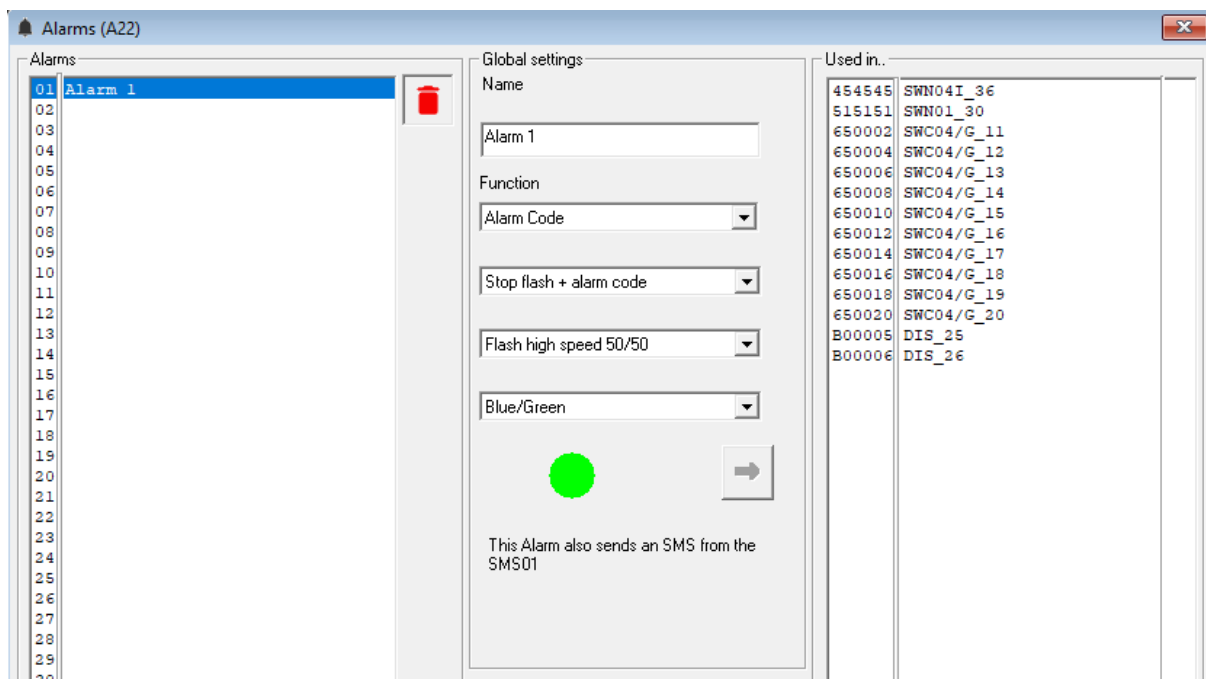 Alarms (A22)
Alarms
01 Alarm 1
02
03
04
05
06
07
08
09
10
11
12
13
14
15
16
17
18
19
20
21
22
23
24
25
26
27
28
29
Global settings
Name
Alarm 1
Function
Alarm Code
Stop flash + alarm code
Flash high speed 50/50
Blue/Green
This Alarm also sends an SMS from the
SMS01
Used in..
454545 SWN04I_36
515151 SWN01_30
650002 SWC04/G_11
650004 SWC04/G_12
650006 SWC04/G_13
650008 SWC04/G_14
650010 SWC04/G_15
650012 SWC04/G_16
650014 SWC04/G_17
650016 SWC04/G_18
650018 SWC04/G_19
650020 SWC04/G_20
B00005 DIS_25
B00006 DIS_26